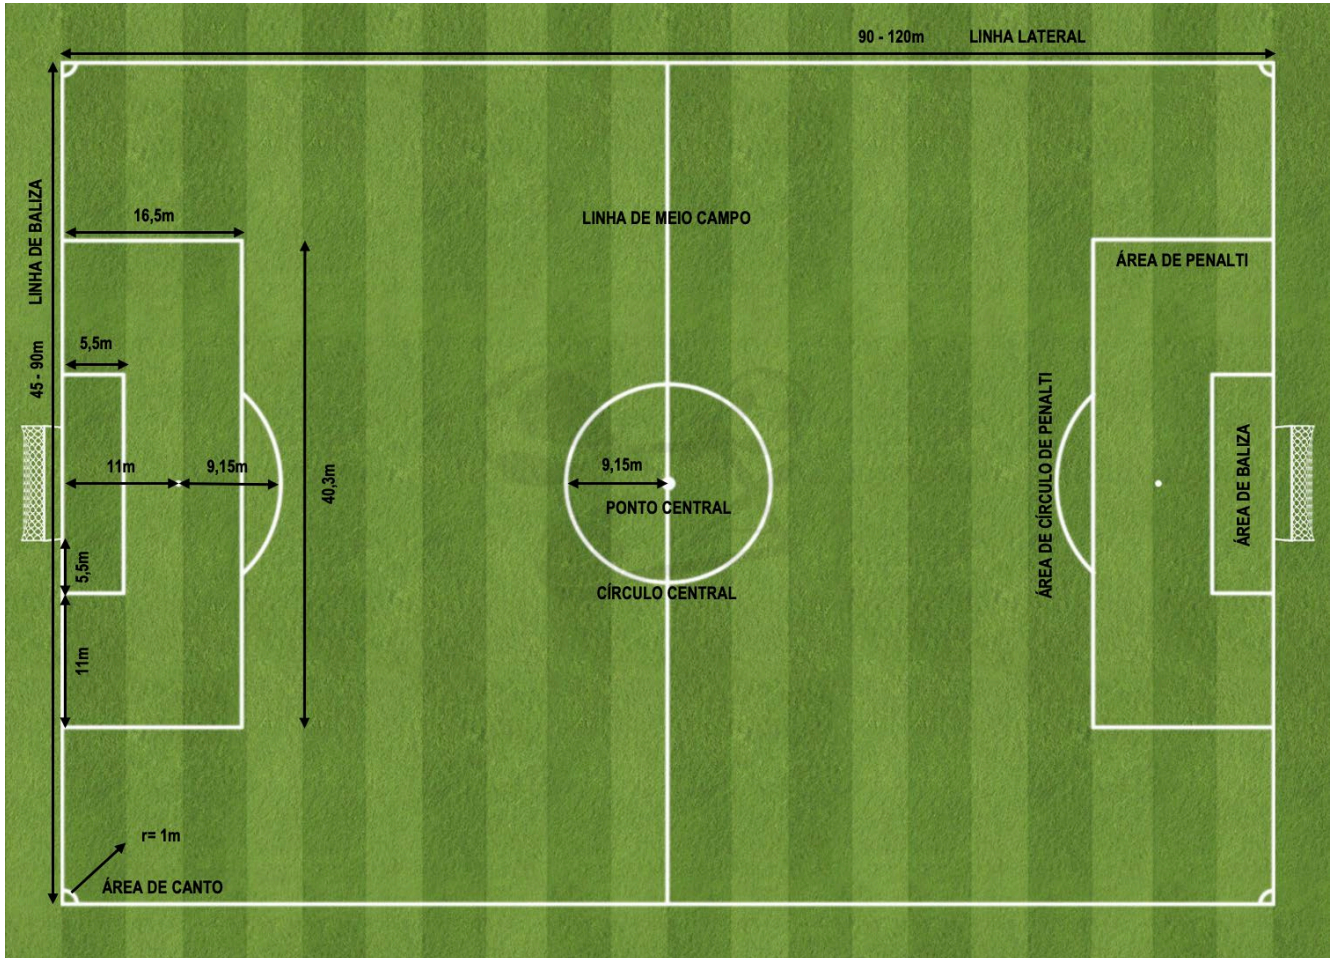 90 - 120m LINHA LATERAL
LINHA DE BALIZA
45 - 90m
16,5m
LINHA DE MEIO CAMPO
ÁREA DE PENALTI
5,5m
11m
9,15m
40,3m
9,15m
PONTO CENTRAL
CÍRCULO CENTRAL
ÁREA DE CÍRCULO DE PENALTI
ÁREA DE BALIZA
5,5m
11m
r= 1m
ÁREA DE CANTO